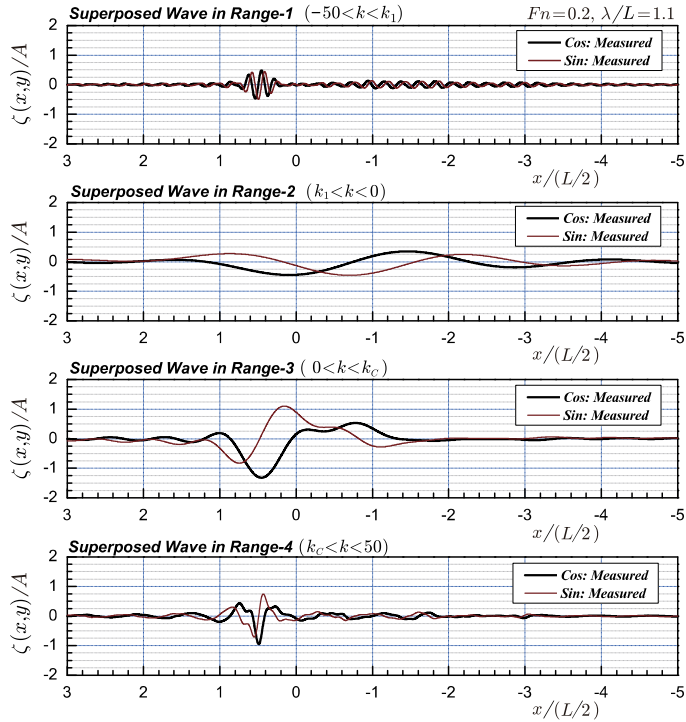 Superposed Wave in Range-1 (−50<k<k₁) Fn=0.2, λ/L=1.1
2
1
0
-1
-2
ζ(x,y)/A
Cos: Measured
Sin: Measured
3 2 1 0 -1 -2 -3 -4 -5
x/(L/2)
Superposed Wave in Range-2 (k₁<k<0)
2
1
0
-1
-2
ζ(x,y)/A
Cos: Measured
Sin: Measured
3 2 1 0 -1 -2 -3 -4 -5
x/(L/2)
Superposed Wave in Range-3 ( 0<k<k_C)
2
1
0
-1
-2
ζ(x,y)/A
Cos: Measured
Sin: Measured
3 2 1 0 -1 -2 -3 -4 -5
x/(L/2)
Superposed Wave in Range-4 (k_C<k<50)
2
1
0
-1
-2
ζ(x,y)/A
Cos: Measured
Sin: Measured
3 2 1 0 -1 -2 -3 -4 -5
x/(L/2)